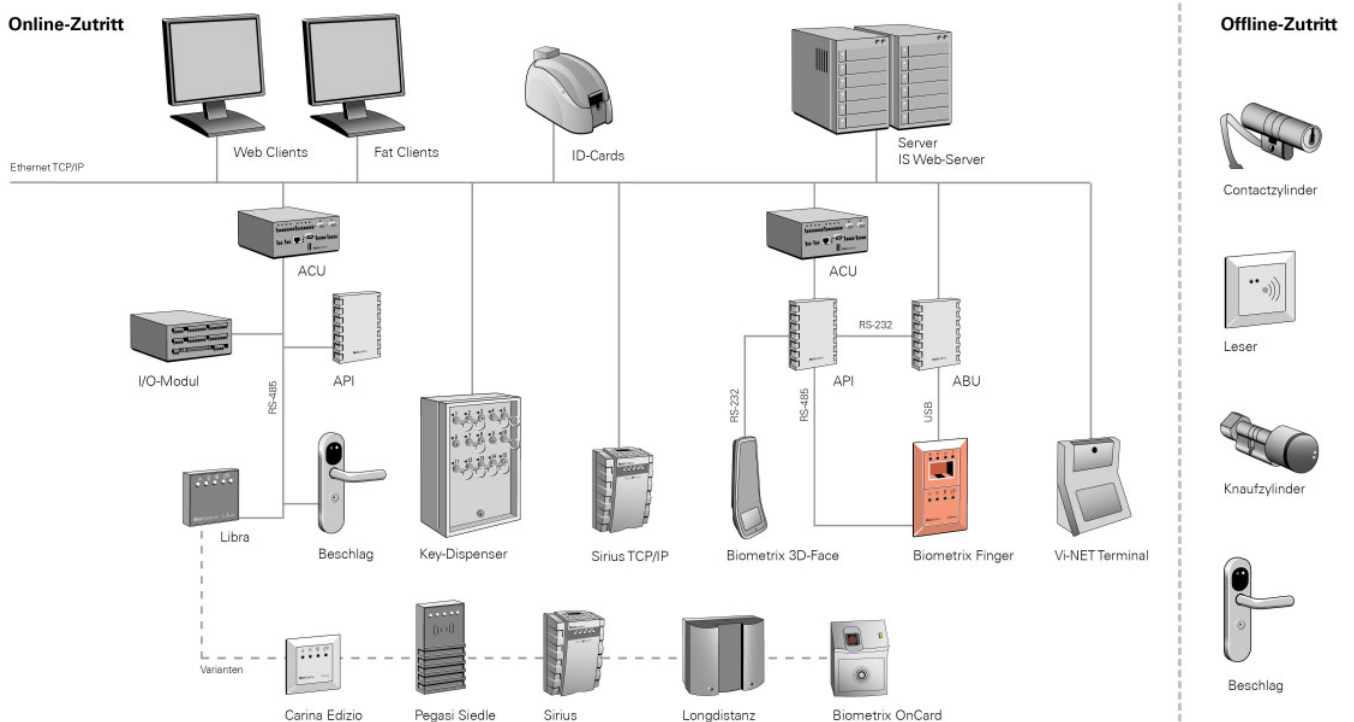 Online-Zutritt
Offline-Zutritt
Web Clients
Fat Clients
ID-Cards
Server
IS Web-Server
Ethernet TCP/IP
Contactzylinder
ACU
ACU
RS-232
Leser
I/O-Modul
API
API
ABU
RS-485
RS-232
RS-485
USB
Knaufzylinder
Libra
Beschlag
Key-Dispenser
Sirius TCP/IP
Biometrix 3D-Face
Biometrix Finger
Vi-NET Terminal
Varianten
Beschlag
Carina Edizio
Pegasi Siedle
Sirius
Longdistanz
Biometrix OnCard